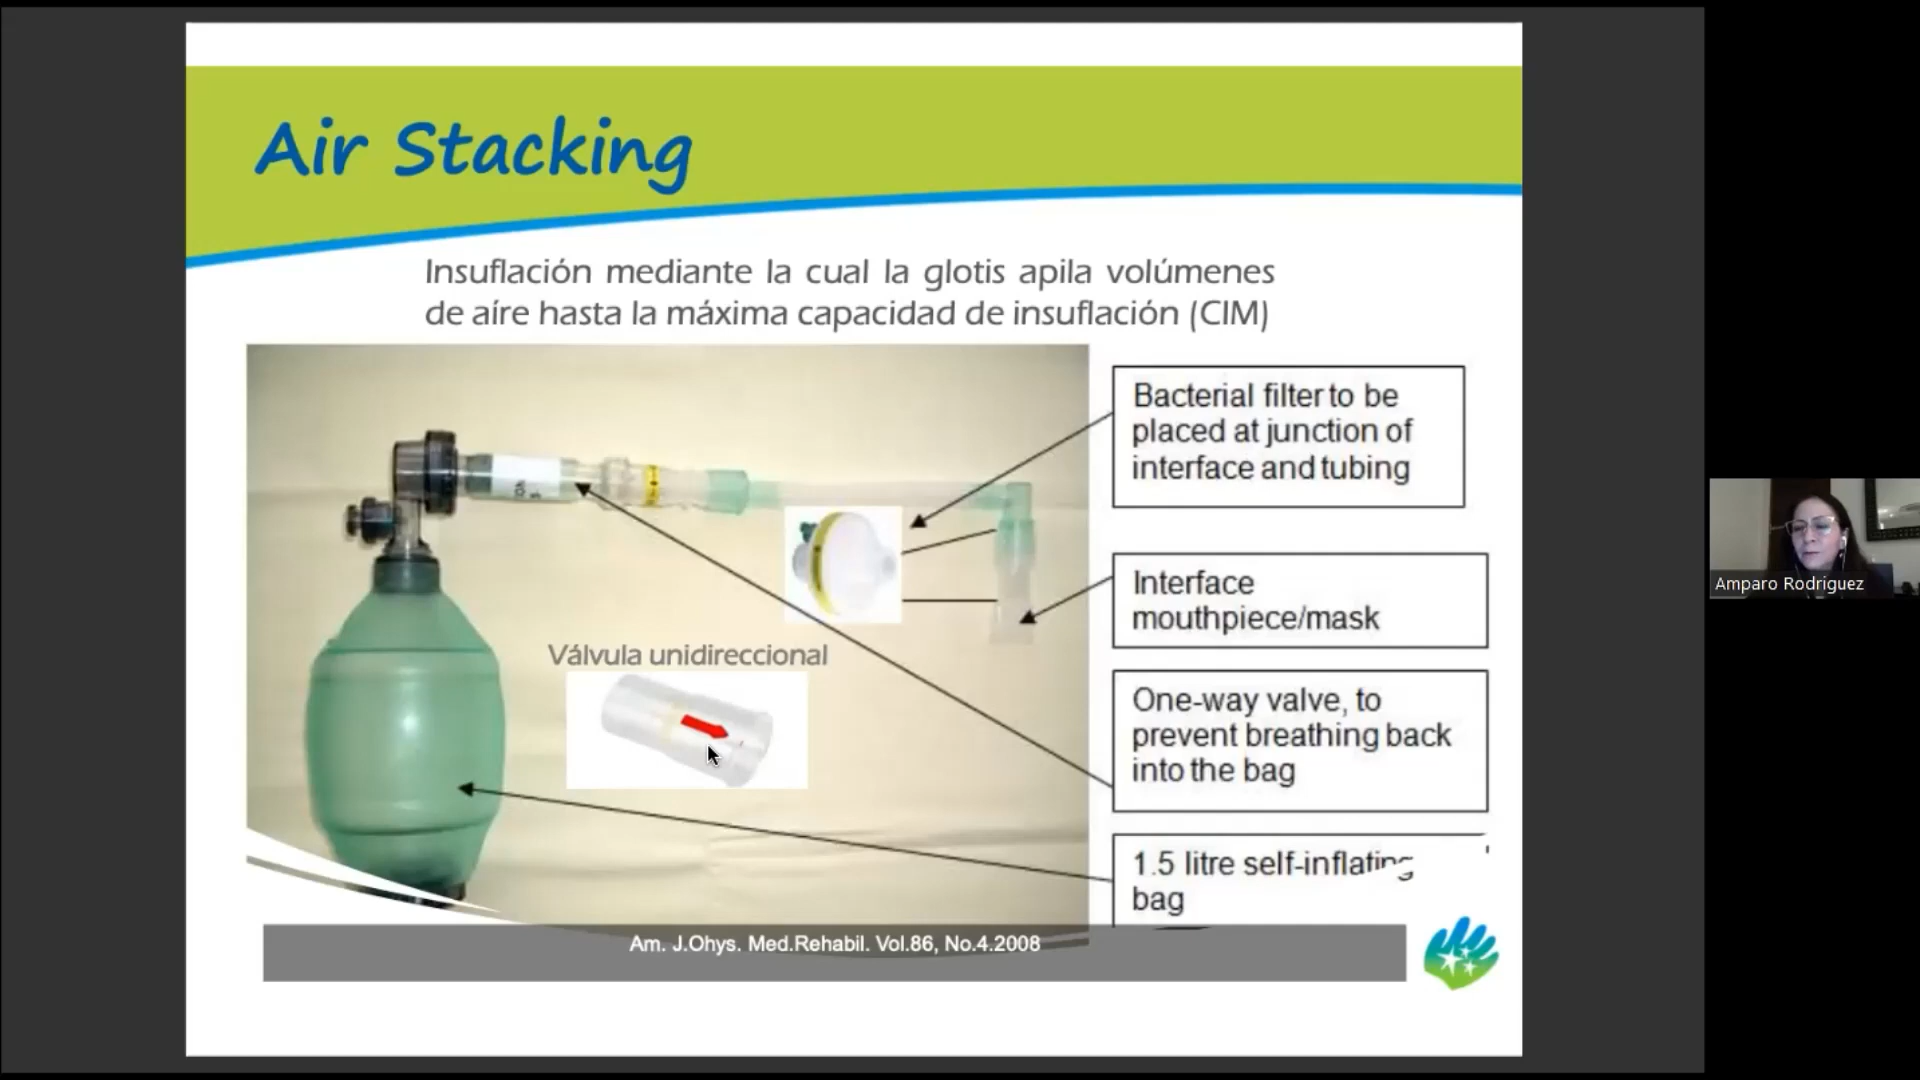 Air Stacking
Insuflación mediante la cual la glotis apila volúmenes
de aíre hasta la máxima capacidad de insuflación (CIM)
Bacterial filter to be
placed at junction of
interface and tubing
Interface
mouthpiece/mask
Válvula unidireccional
One-way valve, to
prevent breathing back
into the bag
1.5 litre self-inflating
bag
Am. J.Ohys. Med.Rehabil. Vol.86, No.4.2008
Amparo Rodriguez